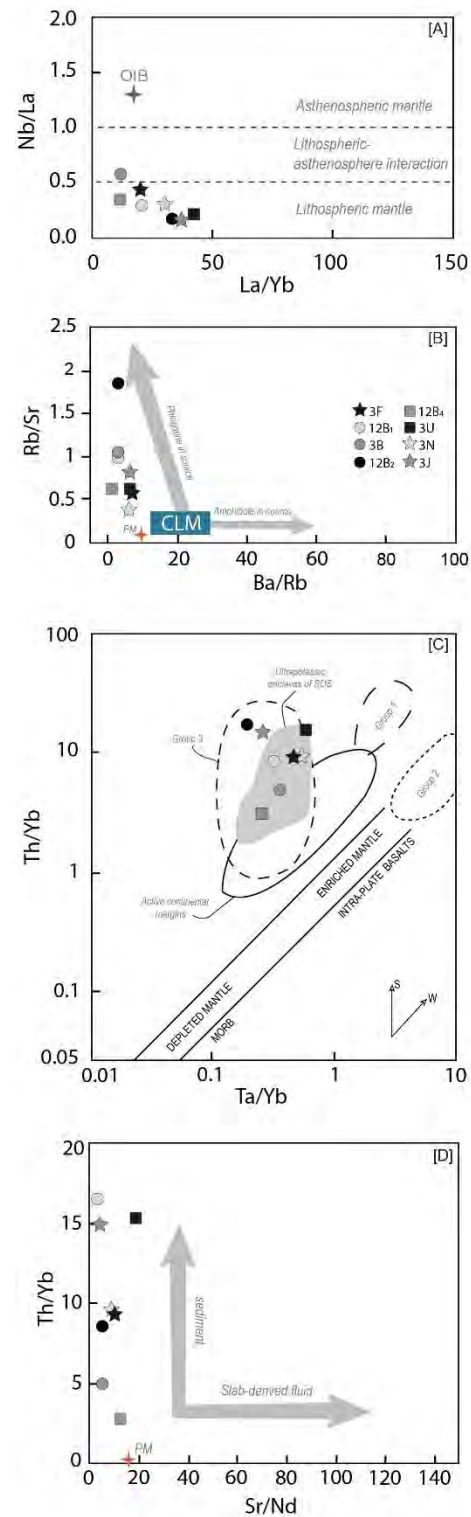 [A]
2.0
1.5
1.0
0.5
0.0
Nb/La
OIB
Asthenospheric mantle
Lithospheric-
asthenosphere interaction
Lithospheric mantle
0
50
100
150
La/Yb
[B]
2.5
2
1.5
1
0.5
0
Rb/Sr
Phlogopite in source
3F
12B4
12B1
3U
3B
3N
12B2
3J
CLM
Amphibole in source
PM
0
20
40
60
80
100
Ba/Rb
[C]
100
10
1
0.1
0.05
Th/Yb
Ultrapotassic
enclaves of SOS
Group 3
Group 1
Group 2
Active continental
margins
ENRICHED MANTLE
INTRA-PLATE BASALTS
DEPLETED MANTLE
MORB
S
W
0.01
0.1
1
10
Ta/Yb
[D]
20
15
10
5
0
Th/Yb
sediment
Slab-derived fluid
PM
0
20
40
60
80
100
120
140
Sr/Nd